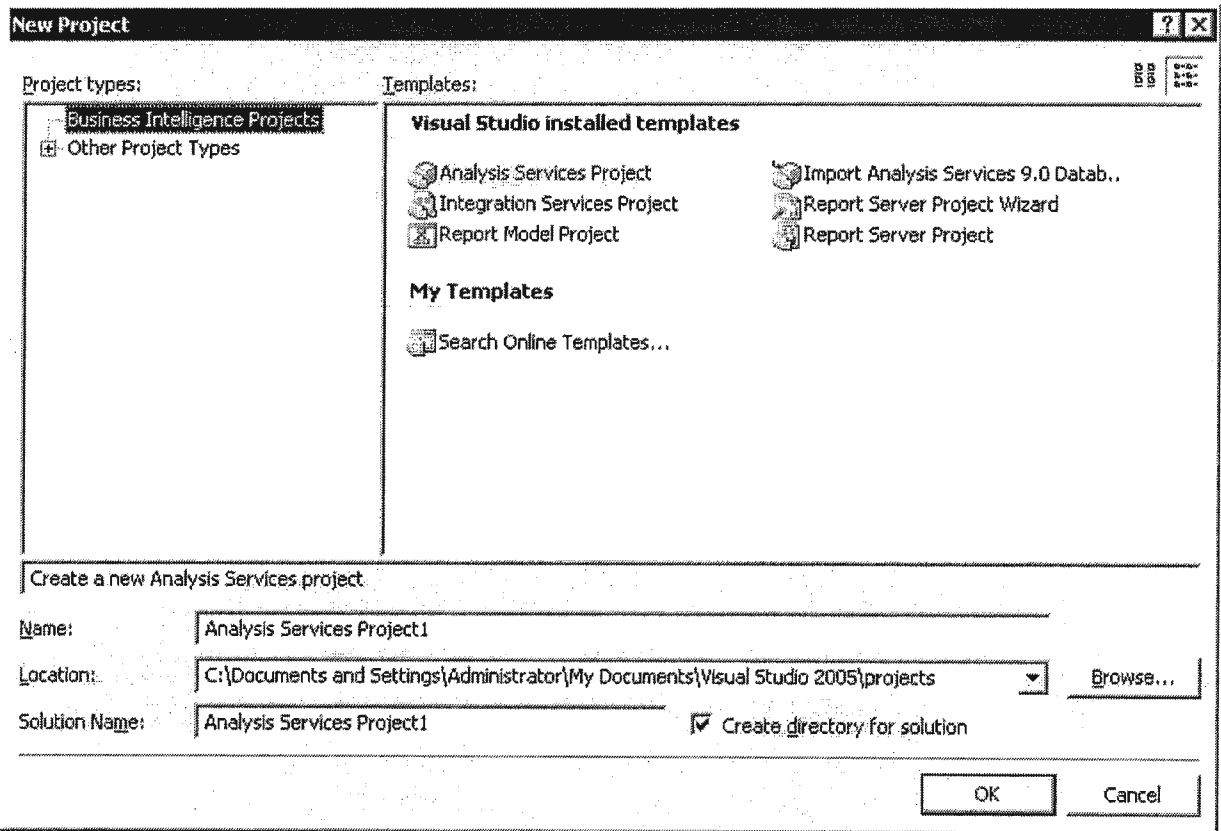 New Project
Project types:
Templates:
Business Intelligence Projects
Other Project Types
Visual Studio installed templates
Analysis Services Project
Import Analysis Services 9.0 Datab..
Integration Services Project
Report Server Project Wizard
Report Model Project
Report Server Project
My Templates
Search Online Templates...
Create a new Analysis Services project
Name:
Analysis Services Project1
Location:
C:\Documents and Settings\Administrator\My Documents\Visual Studio 2005\projects
Browse...
Solution Name:
Analysis Services Project1
Create directory for solution
OK
Cancel